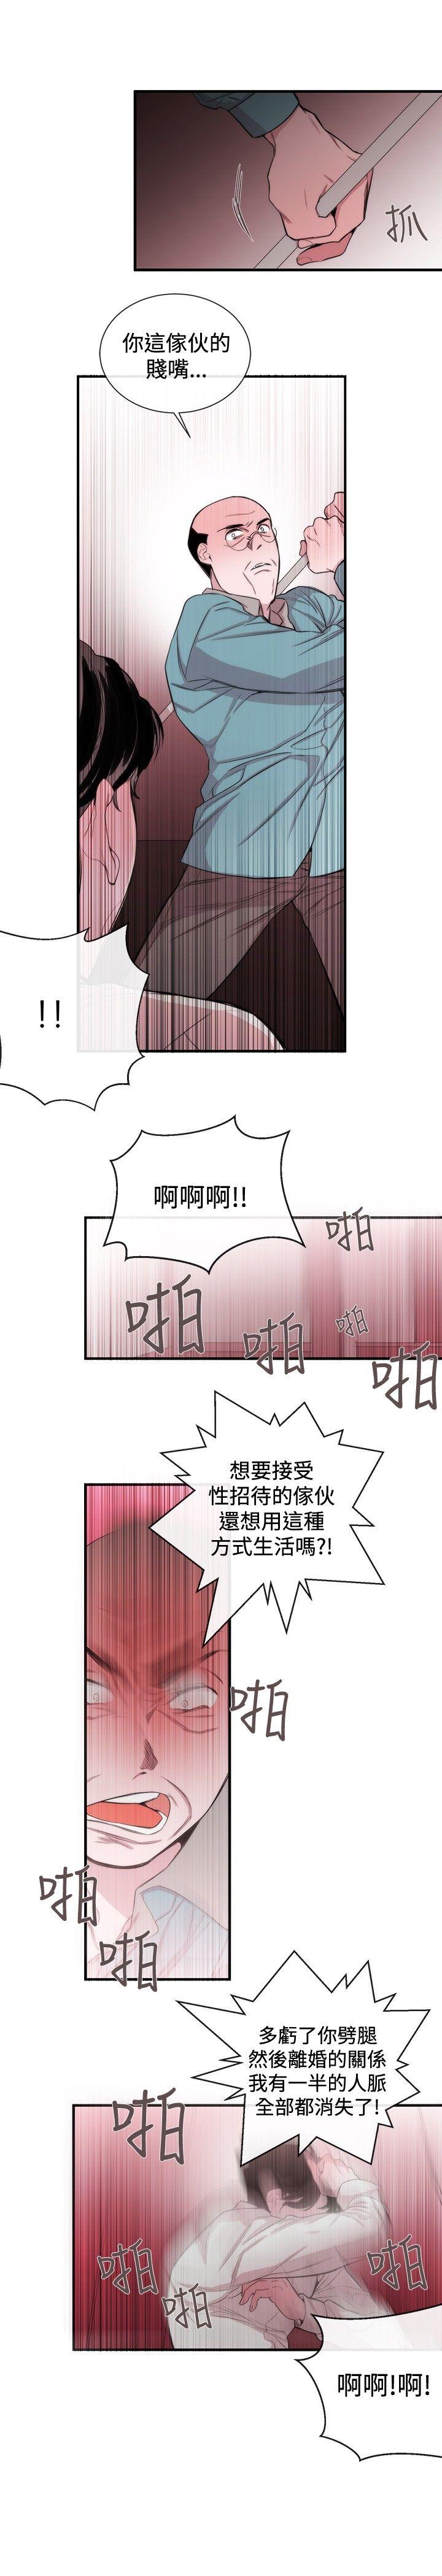 抓
你這傢伙的
賤嘴...
!!
啊啊啊!!
啪
啪
啪
啪
啪
想要接受
性招待的傢伙
還想用這種
方式生活嗎?!
啪
啪
啪
多虧了你劈腿
然後離婚的關係
我有一半的人脈
全部都消失了!
啪
啪
啪
啪
啊啊!啊!